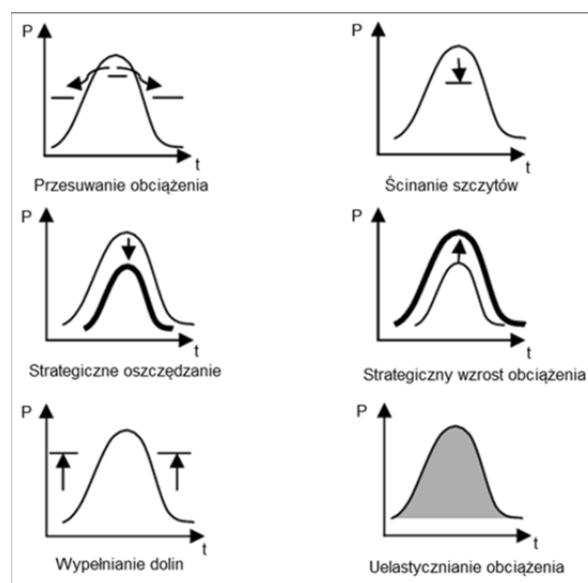 P
t
Przesuwanie obciążenia
P
t
Ścinanie szczytów
P
t
Strategiczne oszczędzanie
P
t
Strategiczny wzrost obciążenia
P
t
Wypełnianie dolin
P
t
Uelastycznianie obciążenia